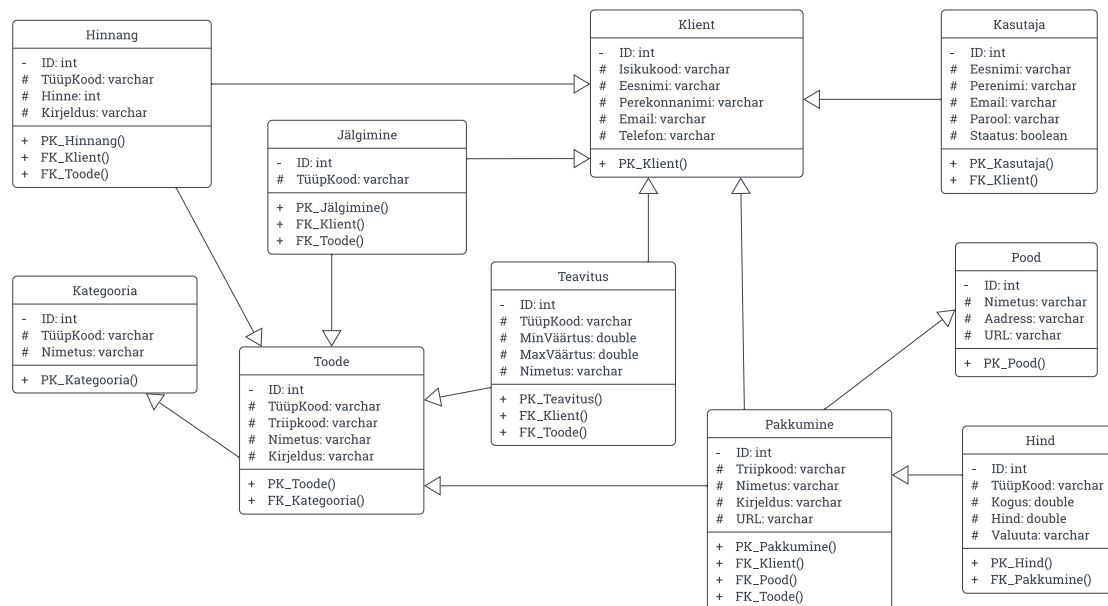 Hinnang
- ID: int
# TüüpKood: varchar
# Hinne: int
# Kirjeldus: varchar
+ PK_Hinnang()
+ FK_Klient()
+ FK_Toode()
Jälgimine
- ID: int
# TüüpKood: varchar
+ PK_Jälgimine()
+ FK_Klient()
+ FK_Toode()
Klient
- ID: int
# Isikukood: varchar
# Eesnimi: varchar
# Perekonnanimi: varchar
# Email: varchar
# Telefon: varchar
+ PK_Klient()
Kasutaja
- ID: int
# Eesnimi: varchar
# Perenimi: varchar
# Email: varchar
# Parool: varchar
# Staatus: boolean
+ PK_Kasutaja()
+ FK_Klient()
Kategooria
- ID: int
# TüüpKood: varchar
# Nimetus: varchar
+ PK_Kategooria()
Toode
- ID: int
# TüüpKood: varchar
# Triipkood: varchar
# Nimetus: varchar
# Kirjeldus: varchar
+ PK_Toode()
+ FK_Kategooria()
Teavitus
- ID: int
# TüüpKood: varchar
# MinVäärtus: double
# MaxVäärtus: double
# Nimetus: varchar
+ PK_Teavitus()
+ FK_Klient()
+ FK_Toode()
Pood
- ID: int
# Nimetus: varchar
# Aadress: varchar
# URL: varchar
+ PK_Pood()
Pakkumine
- ID: int
# Triipkood: varchar
# Nimetus: varchar
# Kirjeldus: varchar
# URL: varchar
+ PK_Pakkumine()
+ FK_Klient()
+ FK_Pood()
+ FK_Toode()
Hind
- ID: int
# TüüpKood: varchar
# Kogus: double
# Hind: double
# Valuuta: varchar
+ PK_Hind()
+ FK_Pakkumine()